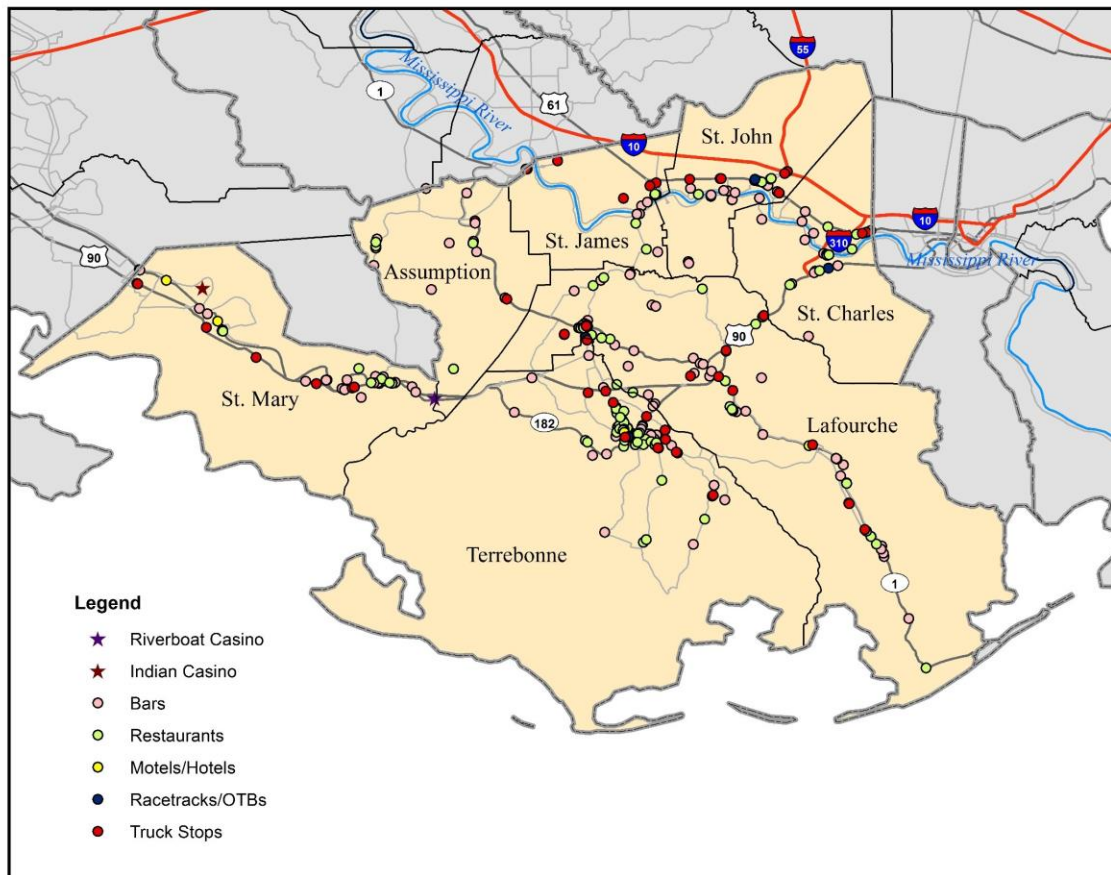 55
Mississippi River
1
61
10
St. John
10
310
St. James
Mississippi River
90
Assumption
St. Charles
90
St. Mary
182
Lafourche
Terrebonne
1
Legend
Riverboat Casino
Indian Casino
Bars
Restaurants
Motels/Hotels
Racetracks/OTBs
Truck Stops